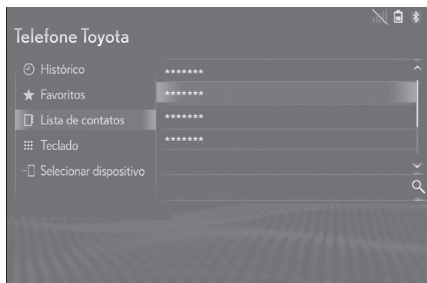 Telefone Toyota
Histórico
*******
Favoritos
*******
Lista de contatos
*******
Teclado
*******
Selecionar dispositivo